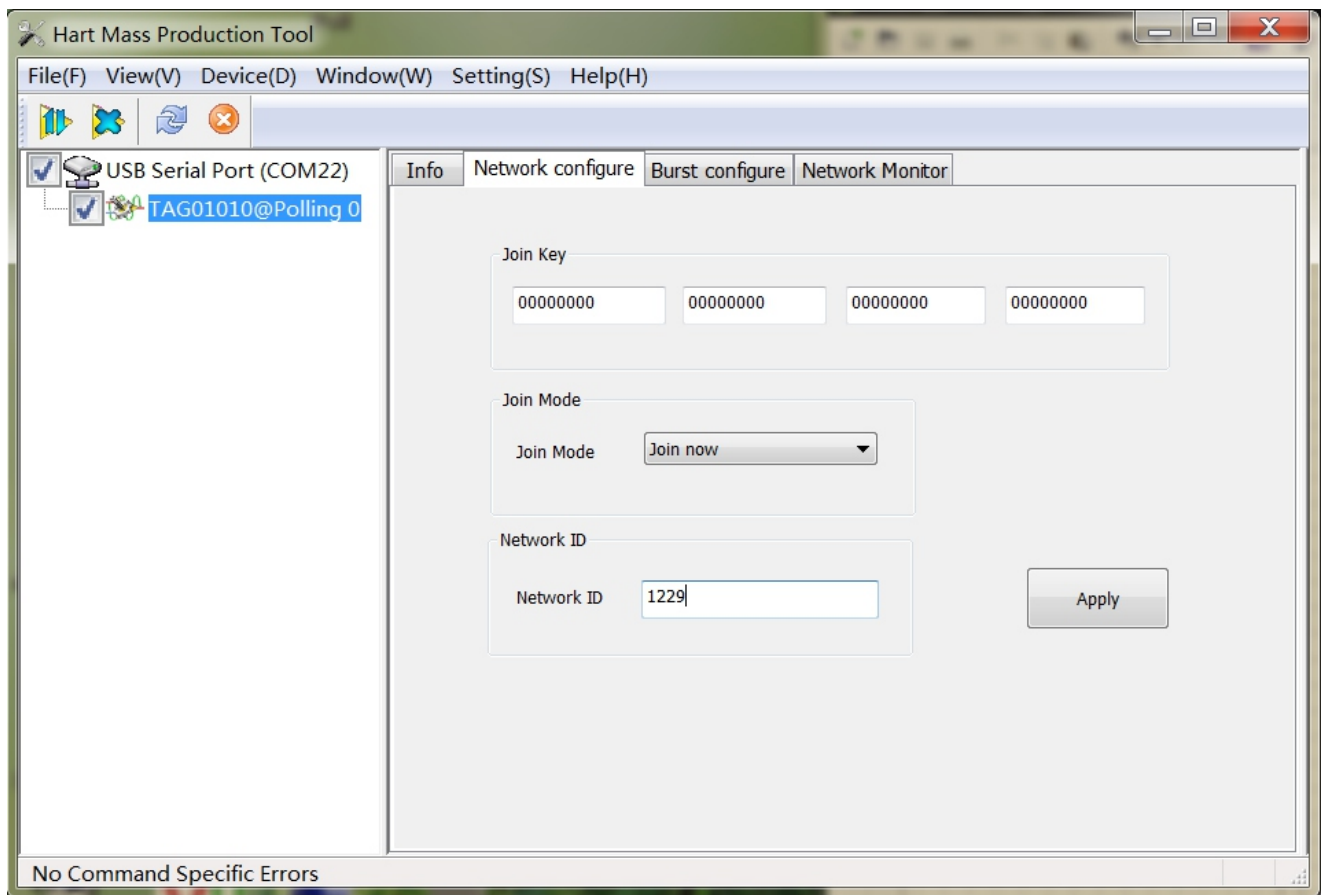 Hart Mass Production Tool
File(F) View(V) Device(D) Window(W) Setting(S) Help(H)
USB Serial Port (COM22)
TAG01010@Polling 0
Info Network configure Burst configure Network Monitor
Join Key
00000000 00000000 00000000 00000000
Join Mode
Join Mode Join now
Network ID
Network ID 1229
Apply
No Command Specific Errors